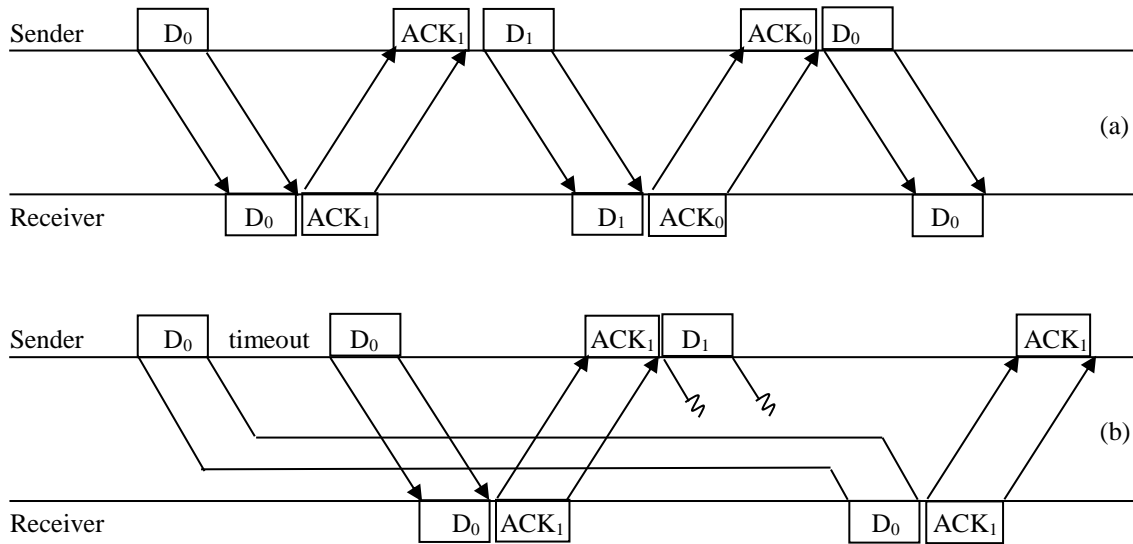 Sender D₀ ACK₁ D₁ ACK₀ D₀
(a)
Receiver D₀ ACK₁ D₁ ACK₀ D₀
Sender D₀ timeout D₀ ACK₁ D₁ ACK₁
(b)
Receiver D₀ ACK₁ D₀ ACK₁